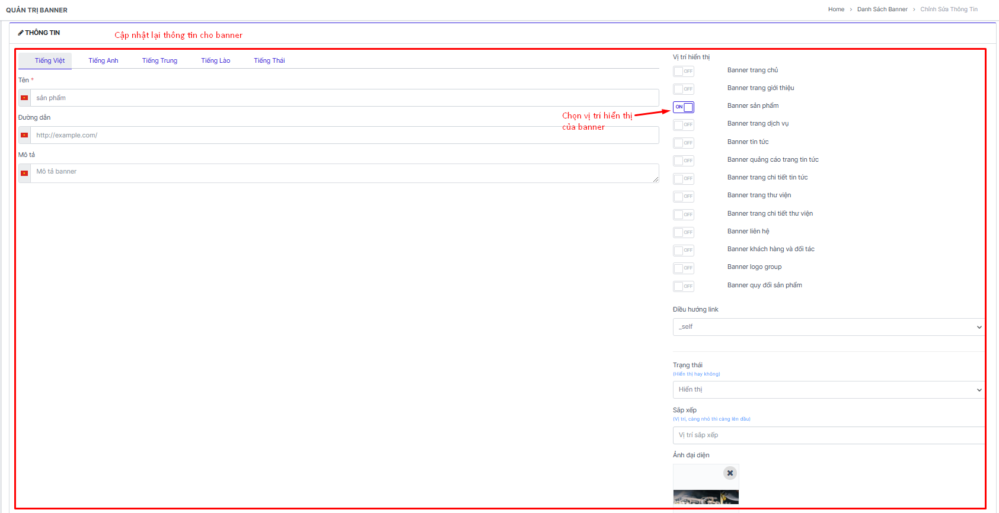 QUẢN TRỊ BANNER
Home › Danh Sách Banner › Chỉnh Sửa Thông Tin
THÔNG TIN
Cập nhật lại thông tin cho banner
Tiếng Việt Tiếng Anh Tiếng Trung Tiếng Lào Tiếng Thái
Tên *
sản phẩm
Đường dẫn
http://example.com/
Mô tả
Mô tả banner
Chọn vị trí hiển thị
của banner
Vị trí hiển thị
OFF Banner trang chủ
OFF Banner trang giới thiệu
ON Banner sản phẩm
OFF Banner trang dịch vụ
OFF Banner tin tức
OFF Banner quảng cáo trang tin tức
OFF Banner trang chi tiết tin tức
OFF Banner trang thư viện
OFF Banner trang chi tiết thư viện
OFF Banner liên hệ
OFF Banner khách hàng và đối tác
OFF Banner logo group
OFF Banner quy đổi sản phẩm
Điều hướng link
_self
Trạng thái
(Hiển thị hay không)
Hiển thị
Sắp xếp
(Vị trí, càng nhỏ thì càng lên đầu)
Vị trí sắp xếp
Ảnh đại diện